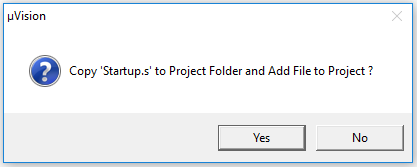 µVision
Copy 'Startup.s' to Project Folder and Add File to Project ?
Yes
No